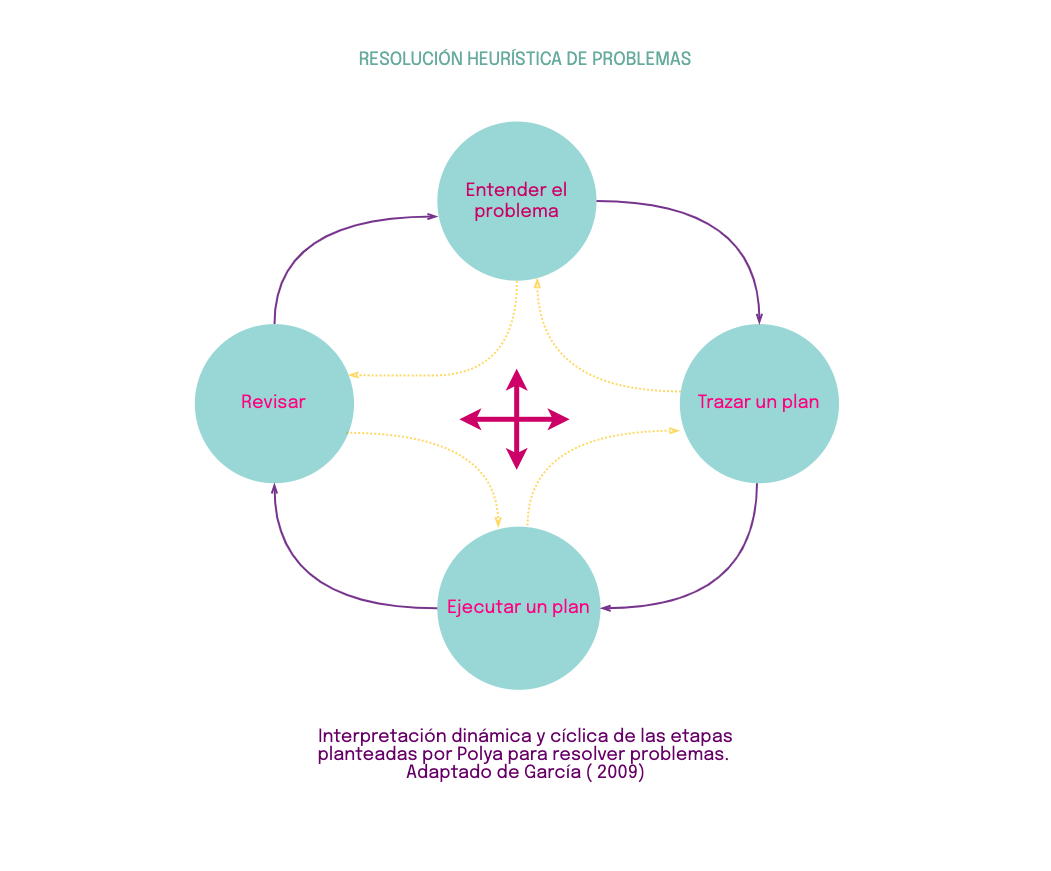 RESOLUCIÓN HEURÍSTICA DE PROBLEMAS
Entender el
problema
Revisar
Trazar un plan
Ejecutar un plan
Interpretación dinámica y cíclica de las etapas
planteadas por Polya para resolver problemas.
Adaptado de García ( 2009)